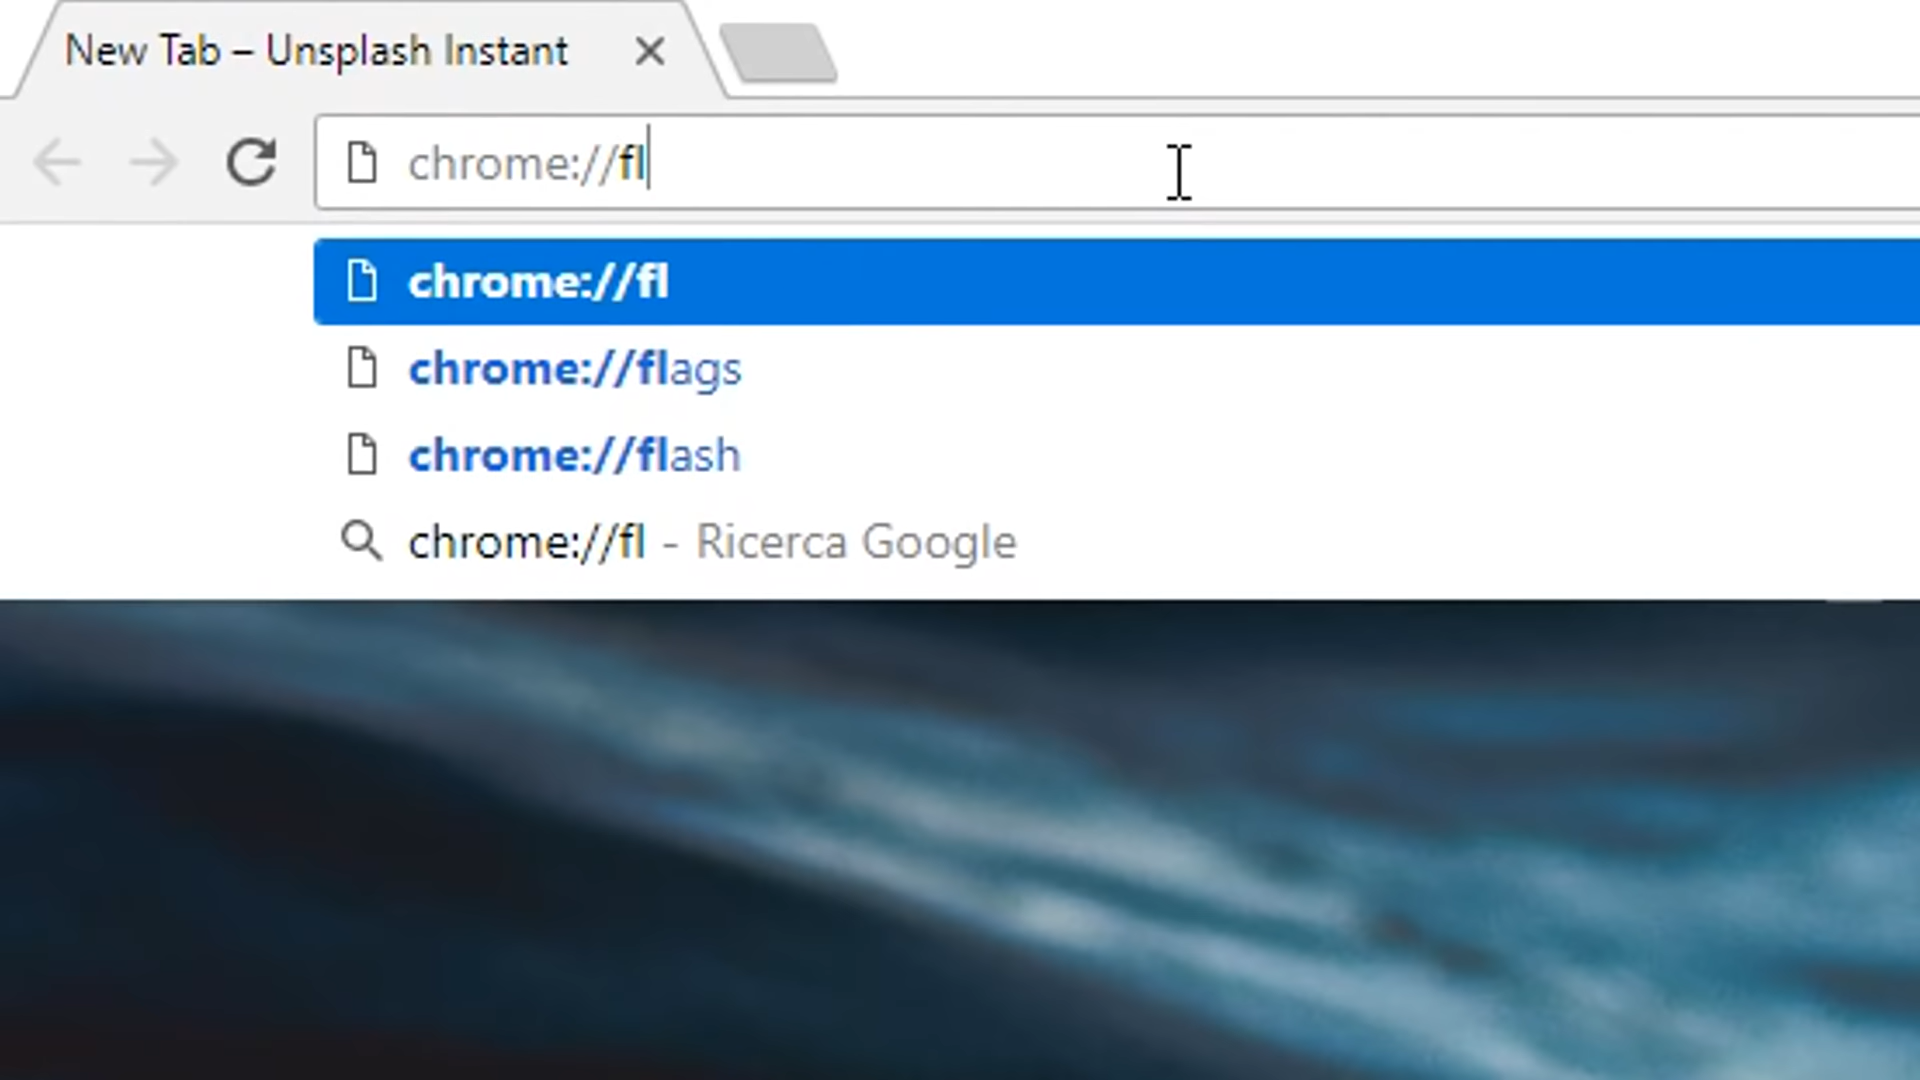 New Tab – Unsplash Instant
chrome://fl
chrome://fl
chrome://flags
chrome://flash
chrome://fl - Ricerca Google